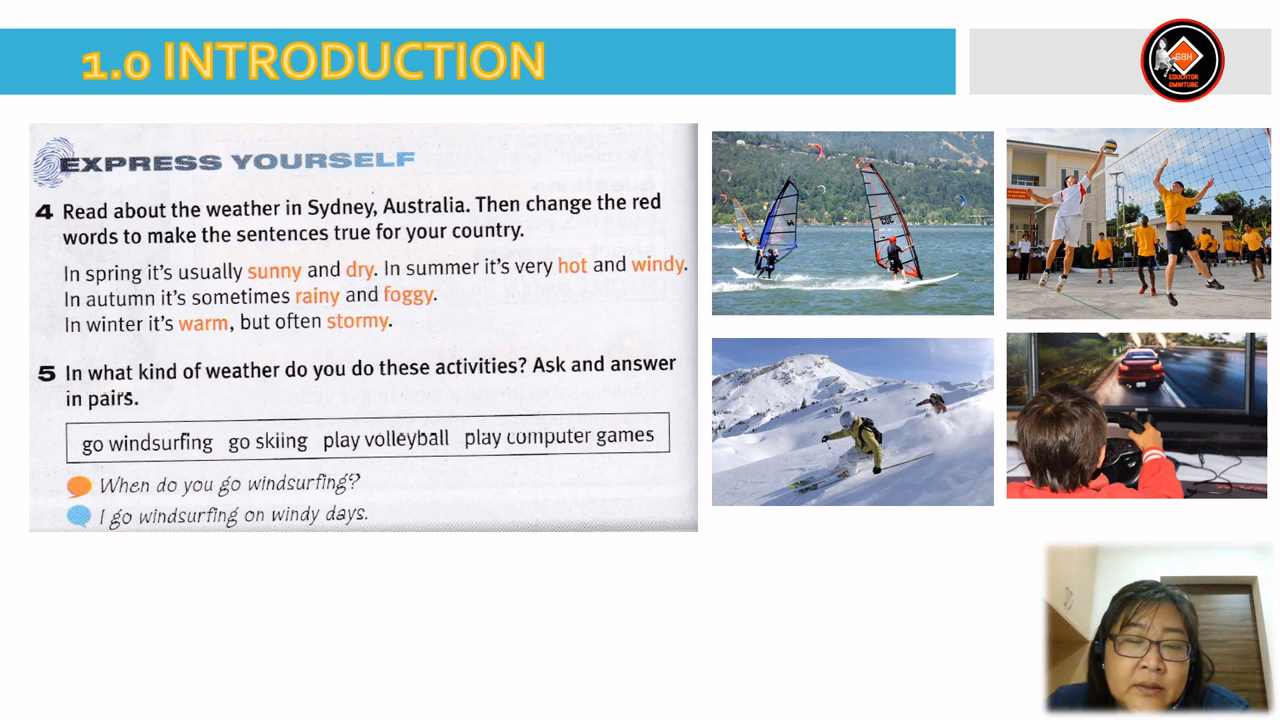 1.0 INTRODUCTION
GBH
EDUCATOR
OMNITUBE
EXPRESS YOURSELF
4 Read about the weather in Sydney, Australia. Then change the red
words to make the sentences true for your country.
In spring it's usually sunny and dry. In summer it's very hot and windy.
In autumn it's sometimes rainy and foggy.
In winter it's warm, but often stormy.
5 In what kind of weather do you do these activities? Ask and answer
in pairs.
go windsurfing go skiing play volleyball play computer games
When do you go windsurfing?
I go windsurfing on windy days.